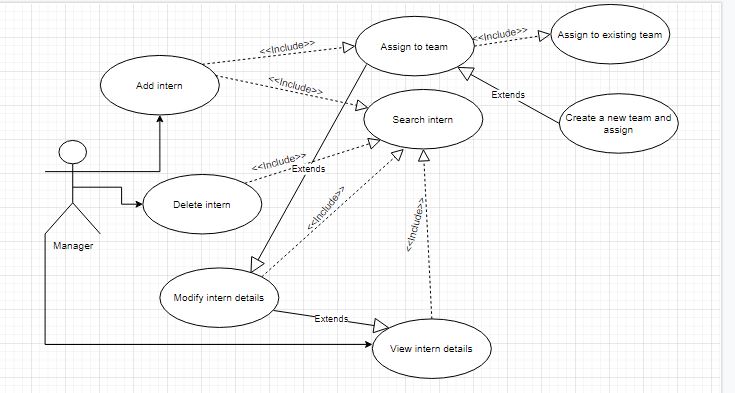 Assign to existing team
<<Include>>
Assign to team
<<Include>>
Add intern
<<Include>>
Extends
Search intern
Create a new team and
assign
<<Include>>
Extends
Delete intern
<<Include>>
<<Include>>
Manager
Modify intern details
Extends
View intern details